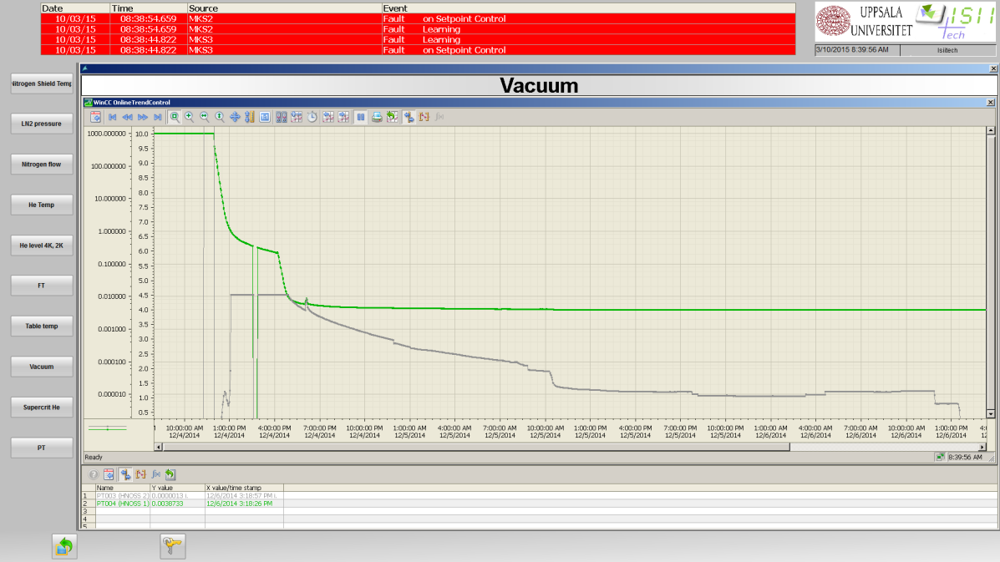 Date Time Source Event
10/03/15 08:38:54.659 MKS2 Fault on Setpoint Control
10/03/15 08:38:54.659 MKS2 Fault Learning
10/03/15 08:38:44.822 MKS3 Fault Learning
10/03/15 08:38:44.822 MKS3 Fault on Setpoint Control
UPPSALA
UNIVERSITET
ISII
Tech
3/10/2015 8:39:56 AM Isiitech
Nitrogen Shield Temp
LN2 pressure
Nitrogen flow
He Temp
He level 4K, 2K
FT
Table temp
Vacuum
Supercrit He
PT
Vacuum
WinCC OnlineTrendControl
1000.000000
100.000000
10.000000
1.000000
0.100000
0.010000
0.001000
0.000100
0.000010
10.0
9.5
9.0
8.5
8.0
7.5
7.0
6.5
6.0
5.5
5.0
4.5
4.0
3.5
3.0
2.5
2.0
1.5
1.0
0.5
10:00:00 AM 1:00:00 PM 4:00:00 PM 7:00:00 PM 10:00:00 PM 1:00:00 AM 4:00:00 AM 7:00:00 AM 10:00:00 AM 1:00:00 PM 4:00:00 PM 7:00:00 PM 10:00:00 PM 1:00:00 AM 4:00:00 AM 7:00:00 AM 10:00:00 AM 1:00:00 PM
12/4/2014 12/4/2014 12/4/2014 12/4/2014 12/4/2014 12/5/2014 12/5/2014 12/5/2014 12/5/2014 12/5/2014 12/5/2014 12/5/2014 12/5/2014 12/6/2014 12/6/2014 12/6/2014 12/6/2014 12/6/2014
Ready 8:39:56 AM
Name Y value X value/time stamp
1 PT003 (HNOSS 2) 0.0000013 i. 12/6/2014 3:18:57 PM i.
2 PT004 (HNOSS 1) 0.0038733 12/6/2014 3:18:26 PM
3
4
5